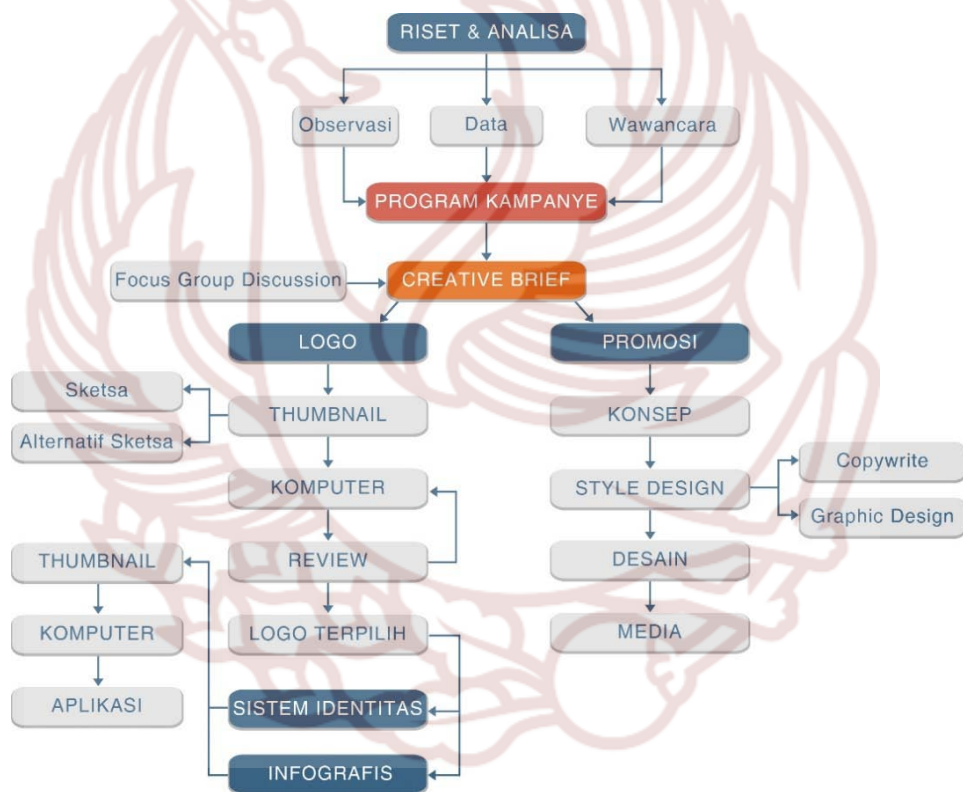 RISET & ANALISA
Observasi
Data
Wawancara
PROGRAM KAMPANYE
Focus Group Discussion
CREATIVE BRIEF
LOGO
PROMOSI
Sketsa
Alternatif Sketsa
THUMBNAIL
KONSEP
KOMPUTER
STYLE DESIGN
Copywrite
Graphic Design
THUMBNAIL
REVIEW
DESAIN
KOMPUTER
LOGO TERPILIH
MEDIA
APLIKASI
SISTEM IDENTITAS
INFOGRAFIS